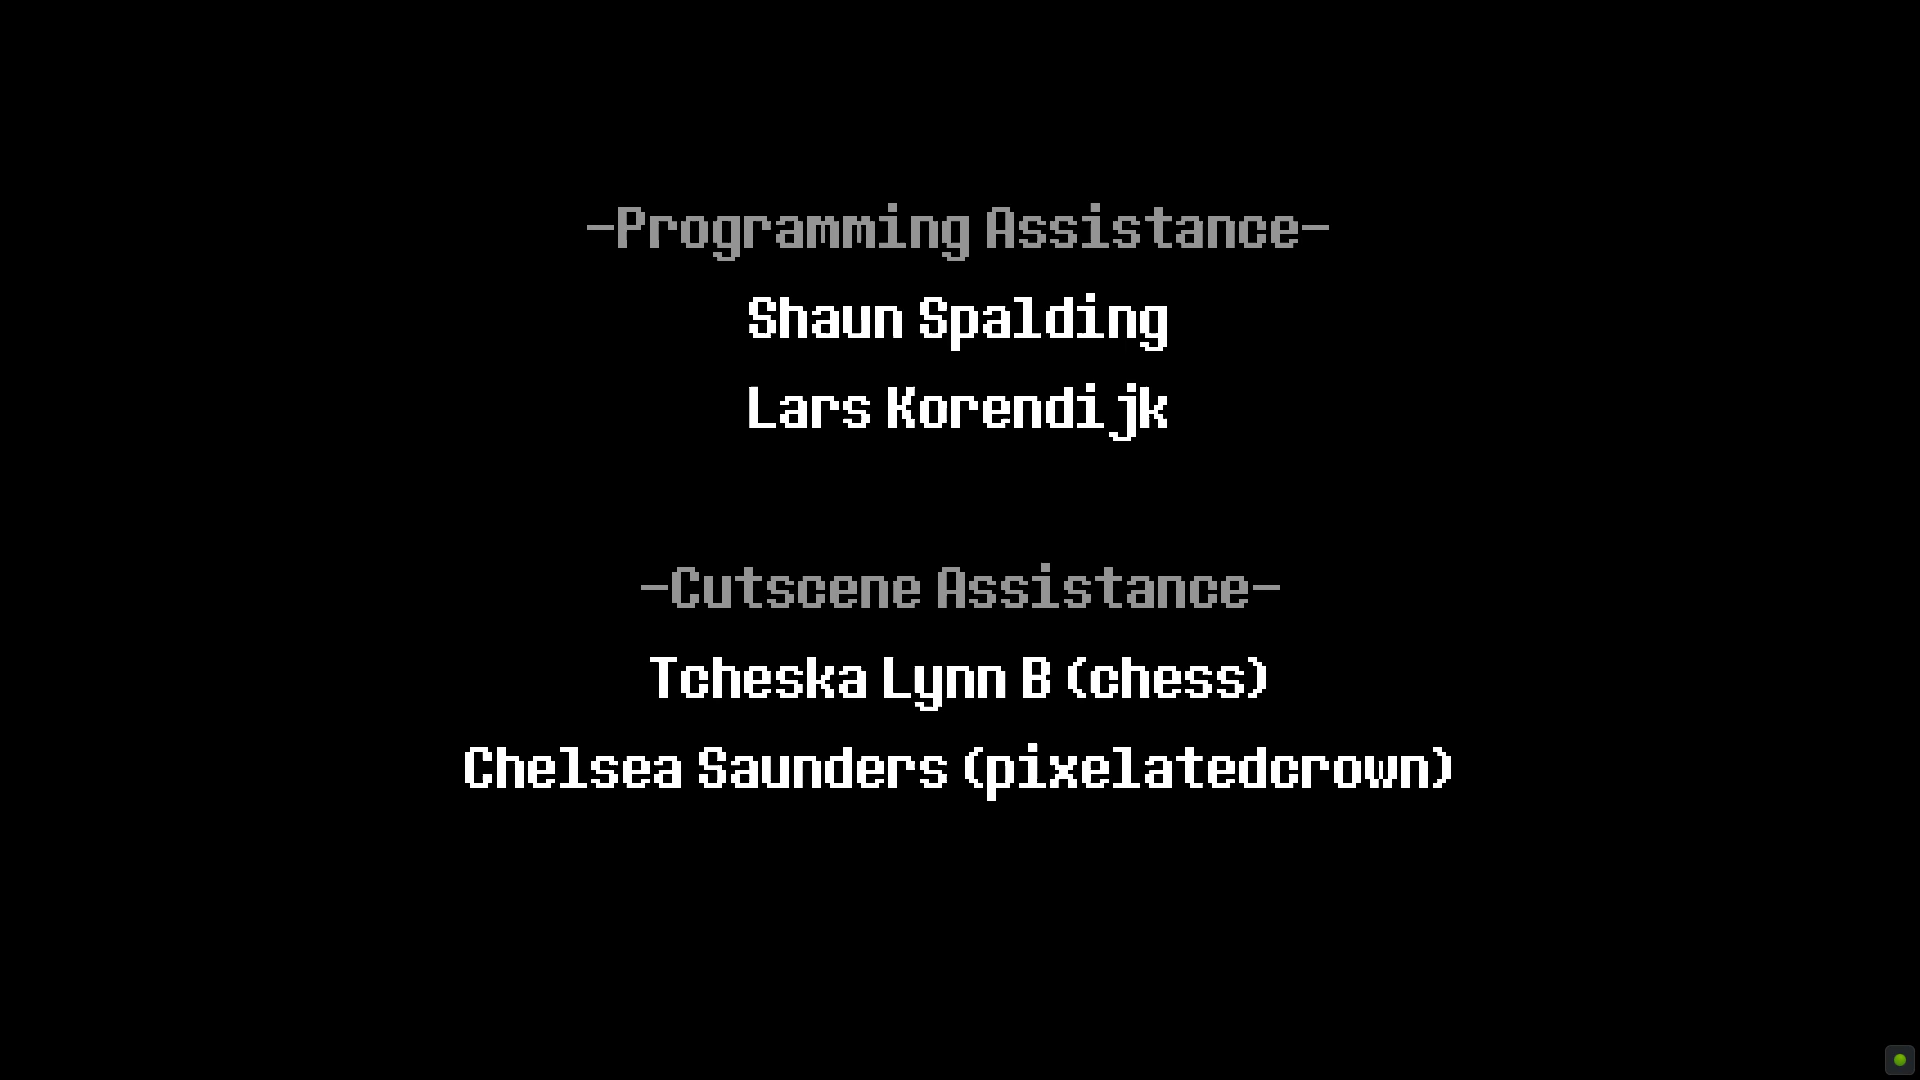 -Programming Assistance-
Shaun Spalding
Lars Korendijk
-Cutscene Assistance-
Tcheska Lynn B (chess)
Chelsea Saunders (pixelatedcrown)